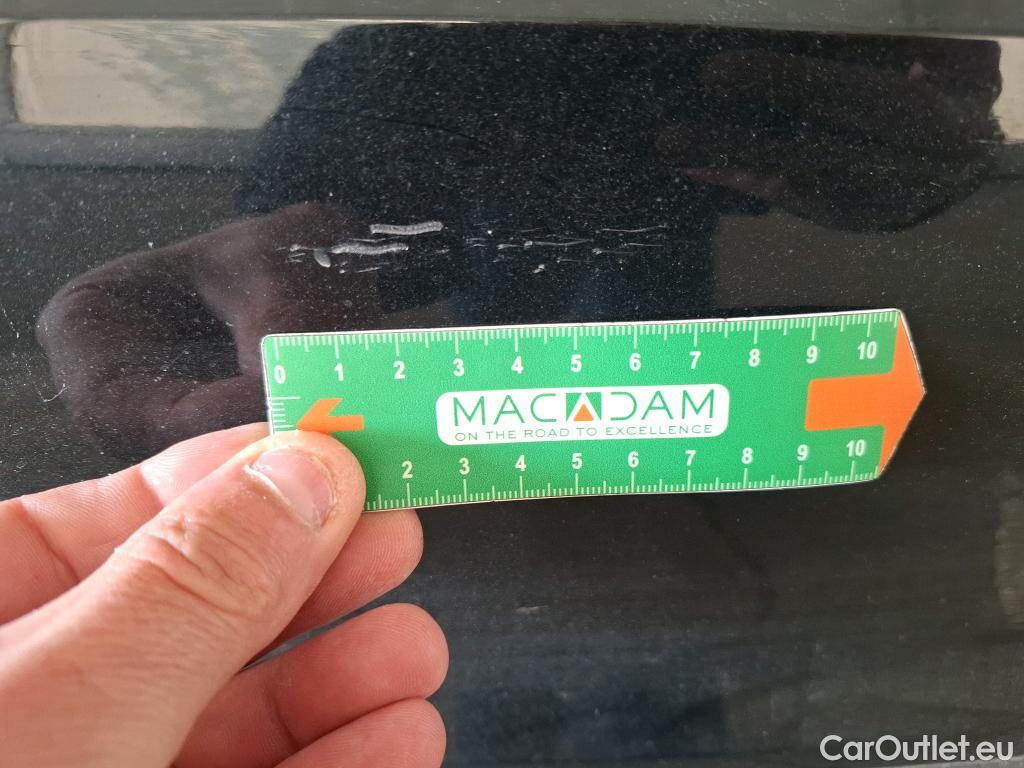 0 1 2 3 4 5 6 7 8 9 10
MACADAM
ON THE ROAD TO EXCELLENCE
2 3 4 5 6 7 8 9 10
CarOutlet.eu